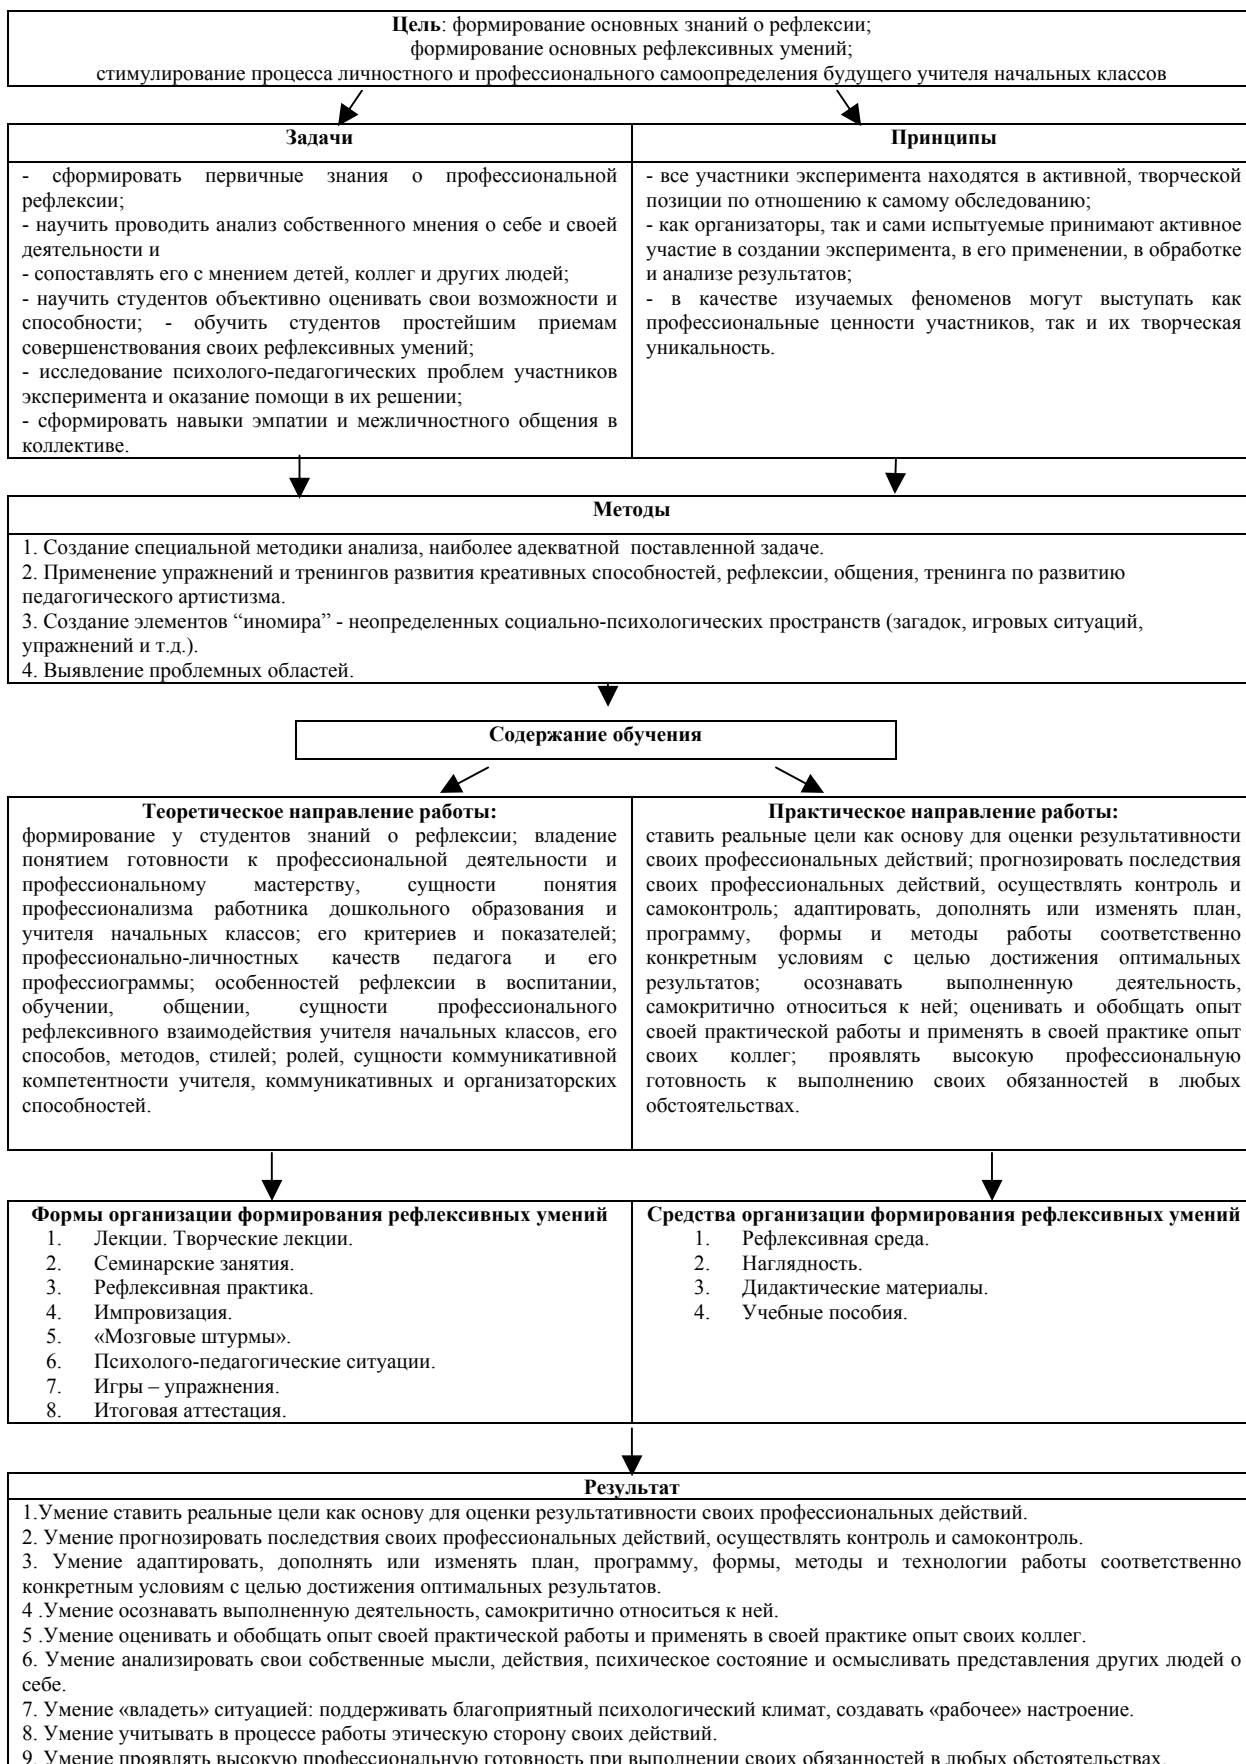 Цель: формирование основных знаний о рефлексии;
формирование основных рефлексивных умений;
стимулирование процесса личностного и профессионального самоопределения будущего учителя начальных классов
Задачи
- сформировать первичные знания о профессиональной
рефлексии;
- научить проводить анализ собственного мнения о себе и своей
деятельности и
- сопоставлять его с мнением детей, коллег и других людей;
- научить студентов объективно оценивать свои возможности и
способности; - обучить студентов простейшим приемам
совершенствования своих рефлексивных умений;
- исследование психолого-педагогических проблем участников
эксперимента и оказание помощи в их решении;
- сформировать навыки эмпатии и межличностного общения в
коллективе.
Принципы
- все участники эксперимента находятся в активной, творческой
позиции по отношению к самому обследованию;
- как организаторы, так и сами испытуемые принимают активное
участие в создании эксперимента, в его применении, в обработке
и анализе результатов;
- в качестве изучаемых феноменов могут выступать как
профессиональные ценности участников, так и их творческая
уникальность.
Методы
1. Создание специальной методики анализа, наиболее адекватной поставленной задаче.
2. Применение упражнений и тренингов развития креативных способностей, рефлексии, общения, тренинга по развитию
педагогического артистизма.
3. Создание элементов “иномира” - неопределенных социально-психологических пространств (загадок, игровых ситуаций,
упражнений и т.д.).
4. Выявление проблемных областей.
Содержание обучения
Теоретическое направление работы:
формирование у студентов знаний о рефлексии; владение
понятием готовности к профессиональной деятельности и
профессиональному мастерству, сущности понятия
профессионализма работника дошкольного образования и
учителя начальных классов; его критериев и показателей;
профессионально-личностных качеств педагога и его
профессиограммы; особенностей рефлексии в воспитании,
обучении, общении, сущности профессионального
рефлексивного взаимодействия учителя начальных классов, его
способов, методов, стилей; ролей, сущности коммуникативной
компетентности учителя, коммуникативных и организаторских
способностей.
Практическое направление работы:
ставить реальные цели как основу для оценки результативности
своих профессиональных действий; прогнозировать последствия
своих профессиональных действий, осуществлять контроль и
самоконтроль; адаптировать, дополнять или изменять план,
программу, формы и методы работы соответственно
конкретным условиям с целью достижения оптимальных
результатов; осознавать выполненную деятельность,
самокритично относиться к ней; оценивать и обобщать опыт
своей практической работы и применять в своей практике опыт
своих коллег; проявлять высокую профессиональную
готовность к выполнению своих обязанностей в любых
обстоятельствах.
Формы организации формирования рефлексивных умений
1. Лекции. Творческие лекции.
2. Семинарские занятия.
3. Рефлексивная практика.
4. Импровизация.
5. «Мозговые штурмы».
6. Психолого-педагогические ситуации.
7. Игры – упражнения.
8. Итоговая аттестация.
Средства организации формирования рефлексивных умений
1. Рефлексивная среда.
2. Наглядность.
3. Дидактические материалы.
4. Учебные пособия.
Результат
1.Умение ставить реальные цели как основу для оценки результативности своих профессиональных действий.
2. Умение прогнозировать последствия своих профессиональных действий, осуществлять контроль и самоконтроль.
3. Умение адаптировать, дополнять или изменять план, программу, формы, методы и технологии работы соответственно
конкретным условиям с целью достижения оптимальных результатов.
4 .Умение осознавать выполненную деятельность, самокритично относиться к ней.
5 .Умение оценивать и обобщать опыт своей практической работы и применять в своей практике опыт своих коллег.
6. Умение анализировать свои собственные мысли, действия, психическое состояние и осмысливать представления других людей о
себе.
7. Умение «владеть» ситуацией: поддерживать благоприятный психологический климат, создавать «рабочее» настроение.
8. Умение учитывать в процессе работы этическую сторону своих действий.
9. Умение проявлять высокую профессиональную готовность при выполнении своих обязанностей в любых обстоятельствах.